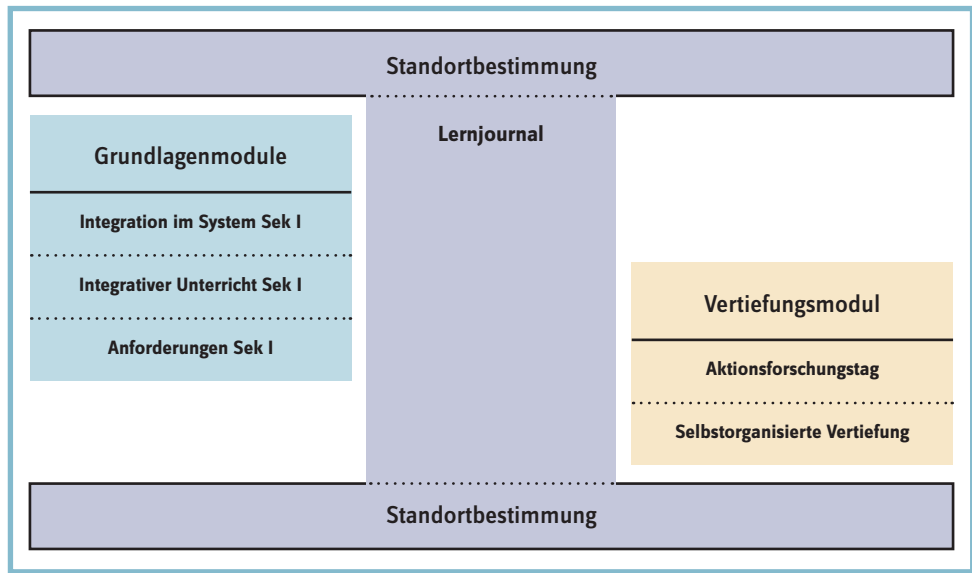 Standortbestimmung
Lernjournal
Grundlagenmodule
Integration im System Sek I
Integrativer Unterricht Sek I
Anforderungen Sek I
Vertiefungsmodul
Aktionsforschungstag
Selbstorganisierte Vertiefung
Standortbestimmung